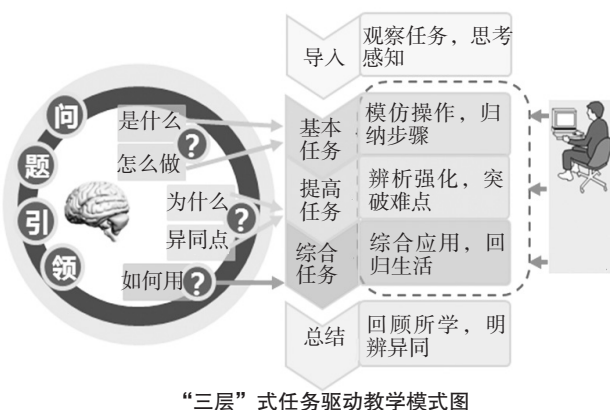 导入
观察任务，思考
感知
问
题
引
领
是什么
怎么做
?
为什么
异同点
?
如何用
?
基本
任务
模仿操作，归
纳步骤
提高
任务
辨析强化，突
破难点
综合
任务
综合应用，回
归生活
总结
回顾所学，明
辨异同
“三层”式任务驱动教学模式图